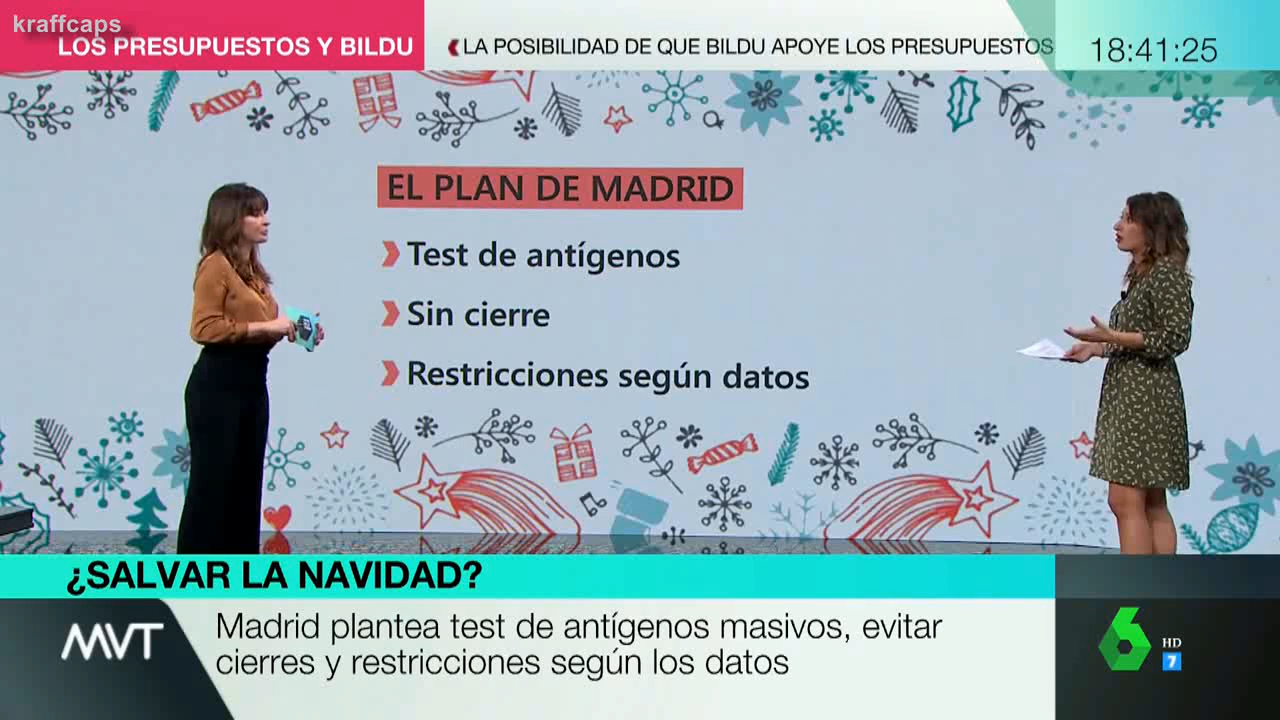 kraffcaps
LOS PRESUPUESTOS Y BILDU
LA POSIBILIDAD DE QUE BILDU APOYE LOS PRESUPUESTOS
18:41:25
EL PLAN DE MADRID
Test de antígenos
Sin cierre
Restricciones según datos
¿SALVAR LA NAVIDAD?
MVT
Madrid plantea test de antígenos masivos, evitar
cierres y restricciones según los datos
6
HD
7